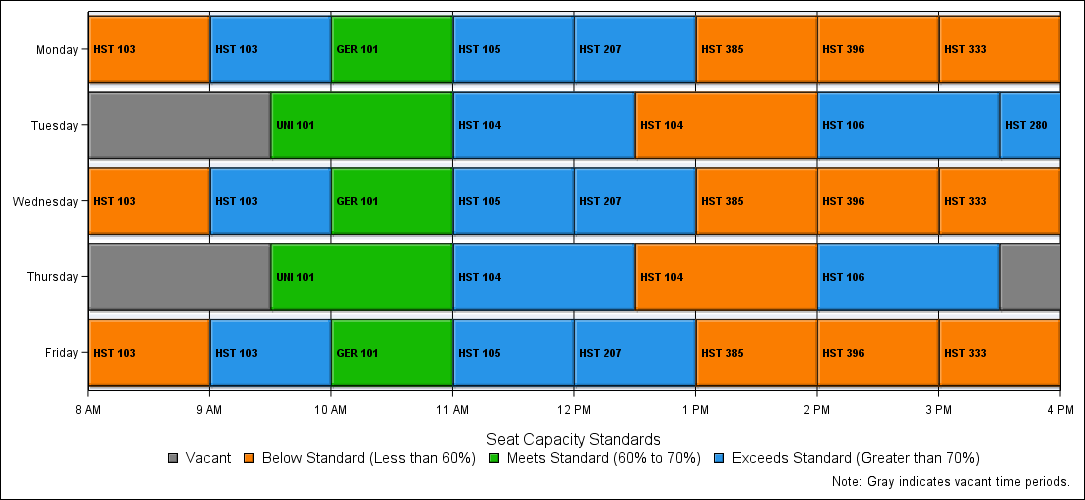 Monday HST 103 HST 103 GER 101 HST 105 HST 207 HST 385 HST 396 HST 333
Tuesday UNI 101 HST 104 HST 104 HST 106 HST 280
Wednesday HST 103 HST 103 GER 101 HST 105 HST 207 HST 385 HST 396 HST 333
Thursday UNI 101 HST 104 HST 104 HST 106
Friday HST 103 HST 103 GER 101 HST 105 HST 207 HST 385 HST 396 HST 333
8 AM 9 AM 10 AM 11 AM 12 PM 1 PM 2 PM 3 PM 4 PM
Seat Capacity Standards
Vacant Below Standard (Less than 60%) Meets Standard (60% to 70%) Exceeds Standard (Greater than 70%)
Note: Gray indicates vacant time periods.